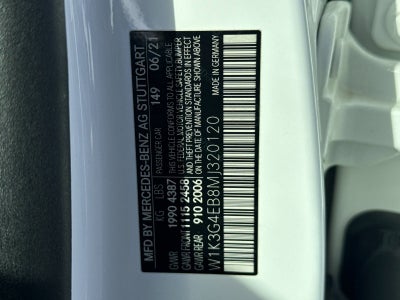 MFD BY MERCEDES-BENZ AG STUTTGART
PASSENGER CAR 149 06/21
KG LBS THIS VEHICLE CONFORMS TO ALL APPLICABLE
GVWR 1990 4387 U.S. FEDERAL MOTOR VEHICLE SAFETY, BUMPER
GAWR FRONT 1115 2458 AND THEFT PREVENTION STANDARDS IN EFFECT
GAWR REAR 910 2006 ON THE DATE OF MANUFACTURE SHOWN ABOVE
W1K3G4EB8MJ320120
MADE IN GERMANY